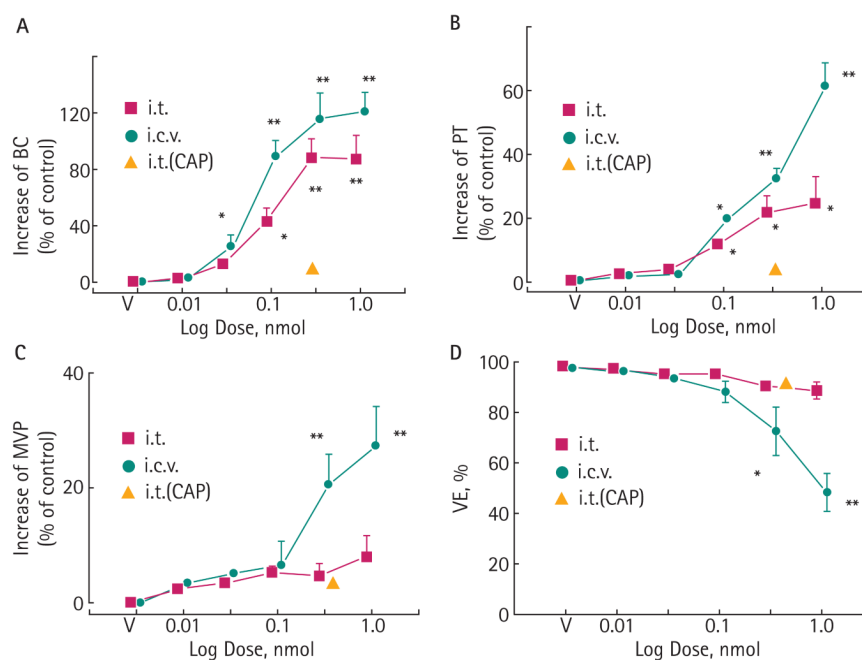 A
Increase of BC
(% of control)
120
80
40
0
i.t.
i.c.v.
i.t.(CAP)
*
**
**
**
*
**
**
V
0.01
0.1
1.0
Log Dose, nmol
B
Increase of PT
(% of control)
60
40
20
0
i.t.
i.c.v.
i.t.(CAP)
*
**
**
*
*
*
V
0.01
0.1
1.0
Log Dose, nmol
C
Increase of MVP
(% of control)
40
20
0
i.t.
i.c.v.
i.t.(CAP)
**
**
V
0.01
0.1
1.0
Log Dose, nmol
D
VE, %
100
80
60
40
20
0
i.t.
i.c.v.
i.t.(CAP)
*
**
V
0.01
0.1
1.0
Log Dose, nmol